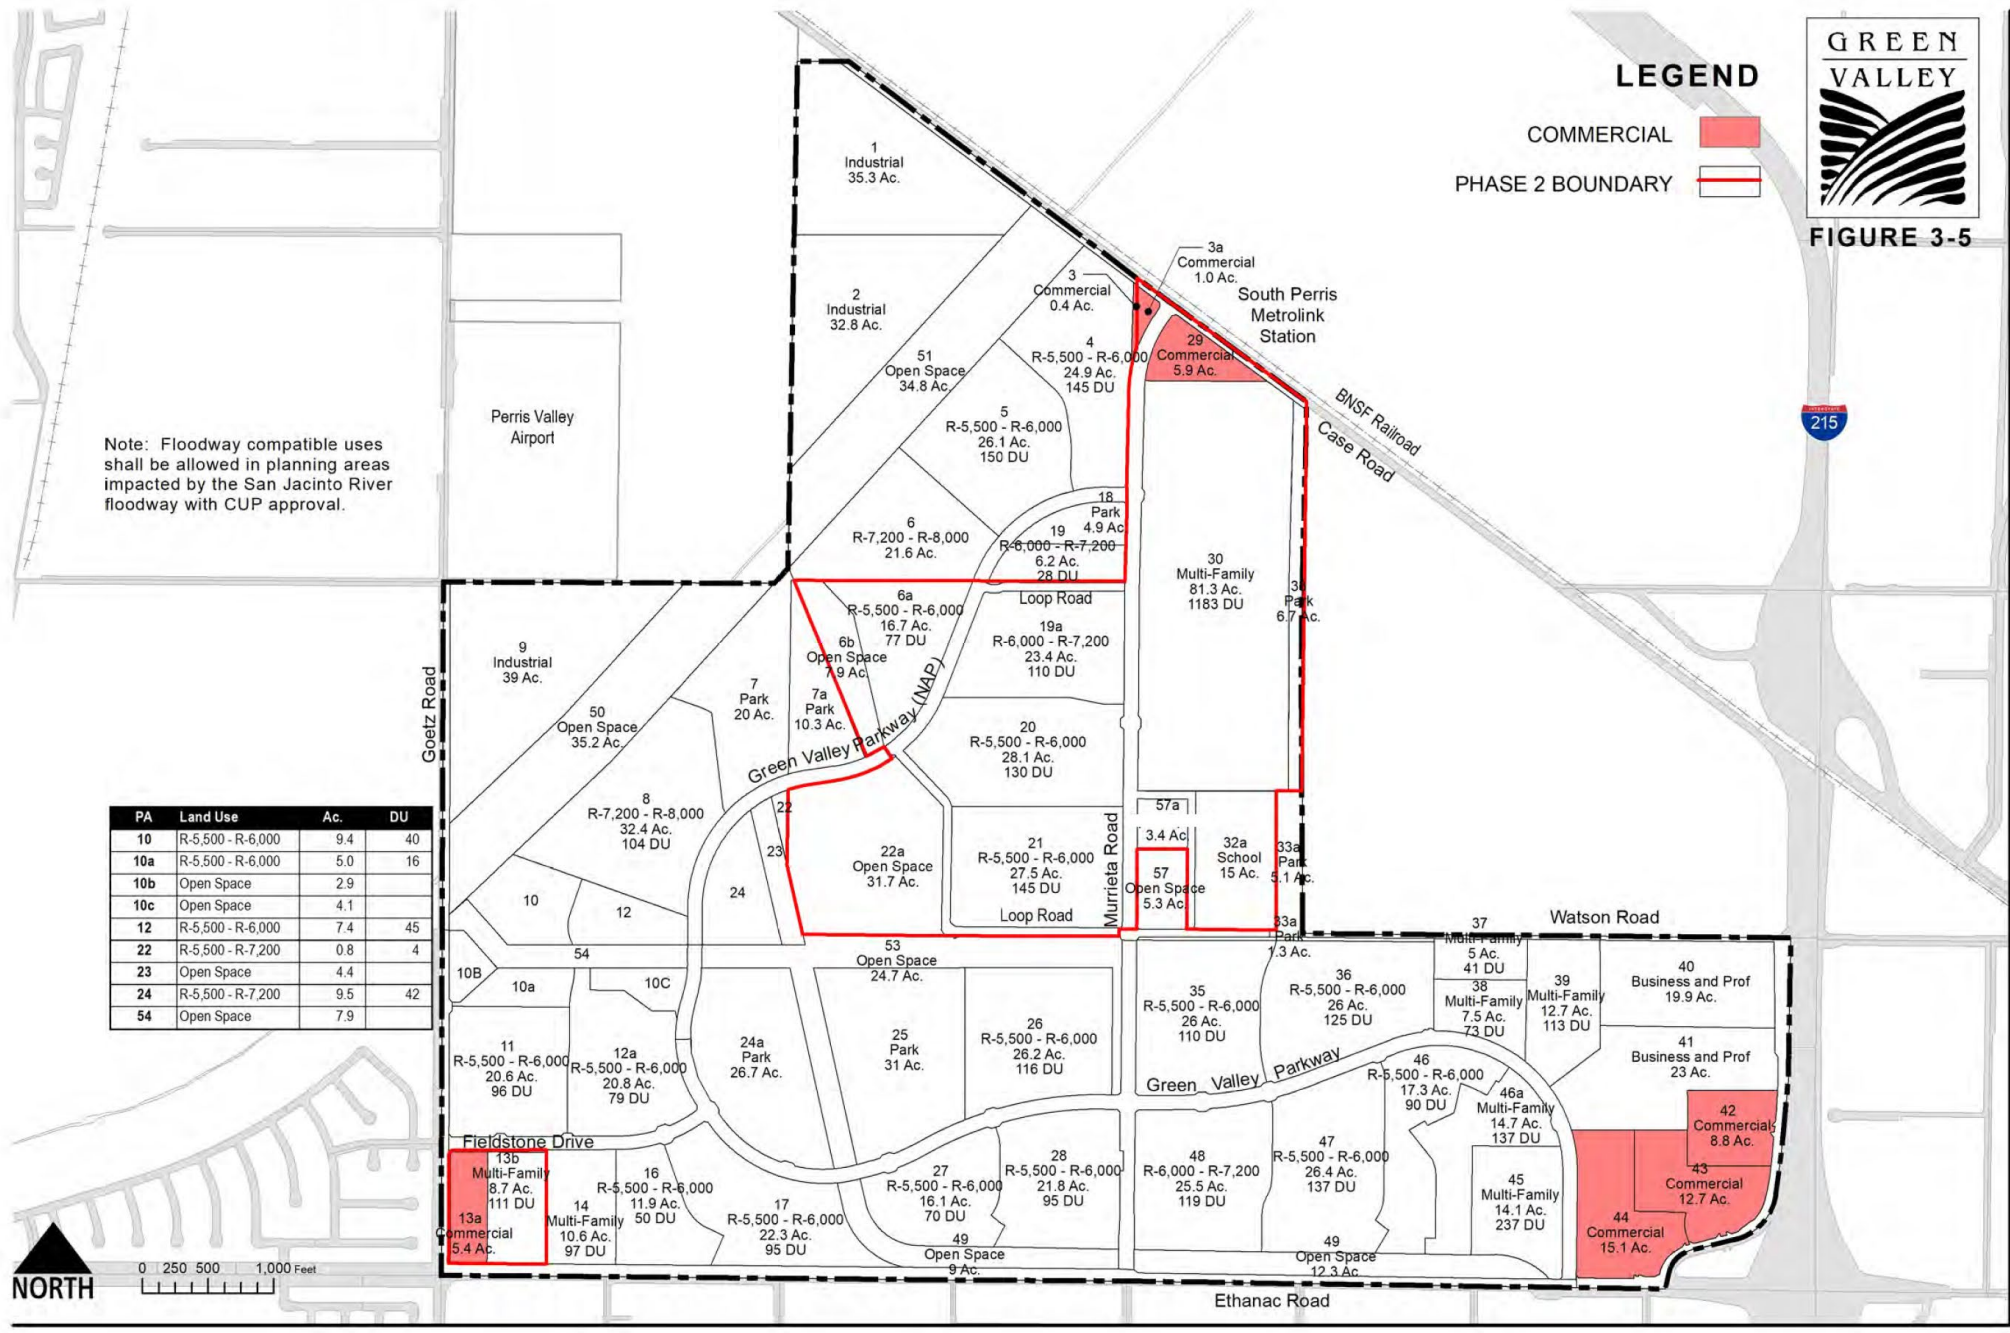 GREEN
VALLEY
FIGURE 3-5
LEGEND
COMMERCIAL
PHASE 2 BOUNDARY
INTERSTATE
215
1
Industrial
35.3 Ac.
2
Industrial
32.8 Ac.
3a
Commercial
1.0 Ac.
3
Commercial
0.4 Ac.
South Perris
Metrolink
Station
29
Commercial
5.9 Ac.
4
R-5,500 - R-6,000
24.9 Ac.
145 DU
51
Open Space
34.8 Ac.
5
R-5,500 - R-6,000
26.1 Ac.
150 DU
BNSF Railroad
Case Road
Perris Valley
Airport
Note: Floodway compatible uses
shall be allowed in planning areas
impacted by the San Jacinto River
floodway with CUP approval.
6
R-7,200 - R-8,000
21.6 Ac.
18
Park
4.9 Ac
19
R-6,000 - R-7,200
6.2 Ac.
28 DU
Loop Road
30
Multi-Family
81.3 Ac.
1183 DU
Park
6.7 Ac.
6a
R-5,500 - R-6,000
16.7 Ac.
77 DU
6b
Open Space
7.9 Ac.
19a
R-6,000 - R-7,200
23.4 Ac.
110 DU
9
Industrial
39 Ac.
Goetz Road
50
Open Space
35.2 Ac.
7
Park
20 Ac.
7a
Park
10.3 Ac.
Green Valley Parkway (NAP)
20
R-5,500 - R-6,000
28.1 Ac.
130 DU
8
R-7,200 - R-8,000
32.4 Ac.
104 DU
22
23
24
22a
Open Space
31.7 Ac.
21
R-5,500 - R-6,000
27.5 Ac.
145 DU
Loop Road
Murrieta Road
57a
3.4 Ac
57
Open Space
5.3 Ac.
32a
School
15 Ac.
33a
Park
5.1 Ac.
33a
Park
1.3 Ac.
PA Land Use Ac. DU
10 R-5,500 - R-6,000 9.4 40
10a R-5,500 - R-6,000 5.0 16
10b Open Space 2.9
10c Open Space 4.1
12 R-5,500 - R-6,000 7.4 45
22 R-5,500 - R-7,200 0.8 4
23 Open Space 4.4
24 R-5,500 - R-7,200 9.5 42
54 Open Space 7.9
10
12
54
10B
10a
10C
53
Open Space
24.7 Ac.
Watson Road
37
Multi-Family
5 Ac.
41 DU
38
Multi-Family
7.5 Ac.
73 DU
39
Multi-Family
12.7 Ac.
113 DU
40
Business and Prof
19.9 Ac.
41
Business and Prof
23 Ac.
35
R-5,500 - R-6,000
26 Ac.
110 DU
36
R-5,500 - R-6,000
26 Ac.
125 DU
11
R-5,500 - R-6,000
20.6 Ac.
96 DU
12a
R-5,500 - R-6,000
20.8 Ac.
79 DU
24a
Park
26.7 Ac.
25
Park
31 Ac.
26
R-5,500 - R-6,000
26.2 Ac.
116 DU
Green Valley Parkway
46
R-5,500 - R-6,000
17.3 Ac.
90 DU
46a
Multi-Family
14.7 Ac.
137 DU
42
Commercial
8.8 Ac.
43
Commercial
12.7 Ac.
44
Commercial
15.1 Ac.
45
Multi-Family
14.1 Ac.
237 DU
Fieldstone Drive
13b
Multi-Family
8.7 Ac.
111 DU
13a
Commercial
5.4 Ac.
14
Multi-Family
10.6 Ac.
97 DU
16
R-5,500 - R-6,000
11.9 Ac.
50 DU
17
R-5,500 - R-6,000
22.3 Ac.
95 DU
27
R-5,500 - R-6,000
16.1 Ac.
70 DU
28
R-5,500 - R-6,000
21.8 Ac.
95 DU
48
R-6,000 - R-7,200
25.5 Ac.
119 DU
47
R-5,500 - R-6,000
26.4 Ac.
137 DU
49
Open Space
9 Ac.
49
Open Space
12.3 Ac
Ethanac Road
NORTH
0 250 500 1,000 Feet